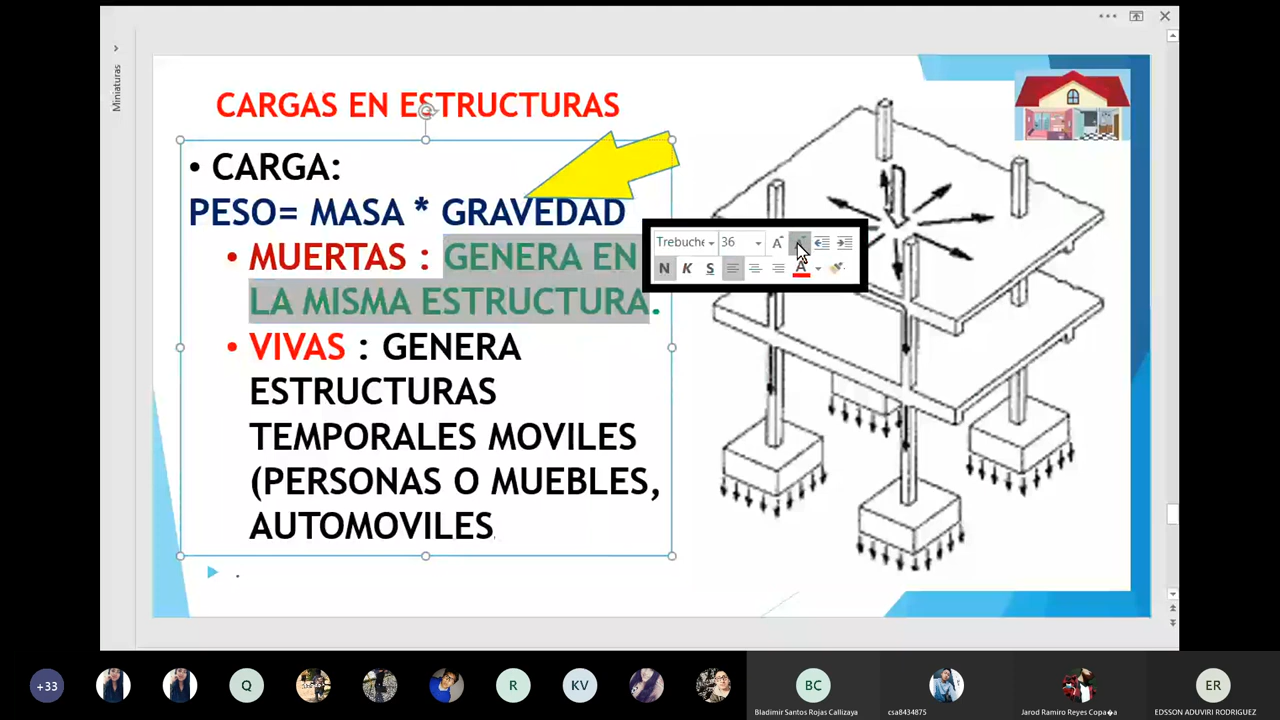 Miniaturas
CARGAS EN ESTRUCTURAS
• CARGA:
PESO= MASA * GRAVEDAD
• MUERTAS : GENERA EN
LA MISMA ESTRUCTURA.
• VIVAS : GENERA
ESTRUCTURAS
TEMPORALES MOVILES
(PERSONAS O MUEBLES,
AUTOMOVILES.
.
Trebuche 36 A A
N K S A
+33
Q
R
KV
BC
Bladimir Santos Rojas Callizaya
csa8434875
Jarod Ramiro Reyes Copa�a
ER
EDSSON ADUVIRI RODRIGUEZ